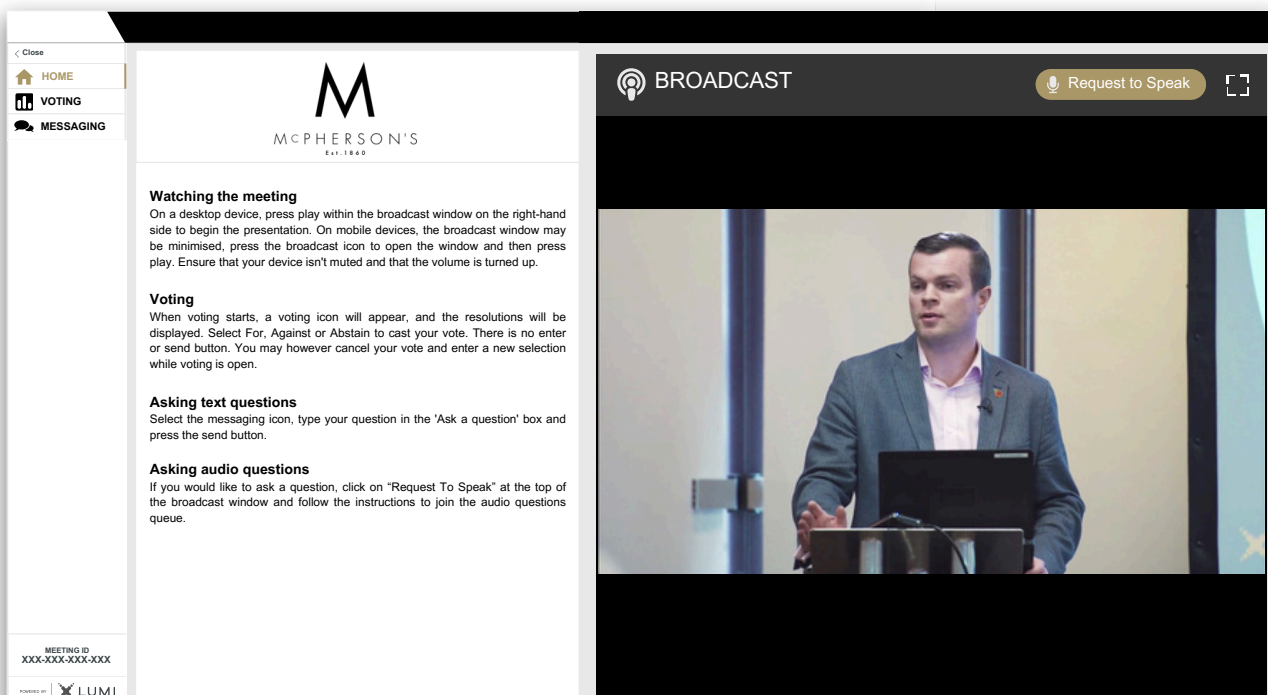 Close
HOME
VOTING
MESSAGING
MEETING ID
XXX-XXX-XXX-XXX
POWERED BY LUMI
M
MCPHERSON'S
Est.1860
Watching the meeting
On a desktop device, press play within the broadcast window on the right-hand
side to begin the presentation. On mobile devices, the broadcast window may
be minimised, press the broadcast icon to open the window and then press
play. Ensure that your device isn't muted and that the volume is turned up.
Voting
When voting starts, a voting icon will appear, and the resolutions will be
displayed. Select For, Against or Abstain to cast your vote. There is no enter
or send button. You may however cancel your vote and enter a new selection
while voting is open.
Asking text questions
Select the messaging icon, type your question in the 'Ask a question' box and
press the send button.
Asking audio questions
If you would like to ask a question, click on “Request To Speak” at the top of
the broadcast window and follow the instructions to join the audio questions
queue.
BROADCAST
Request to Speak